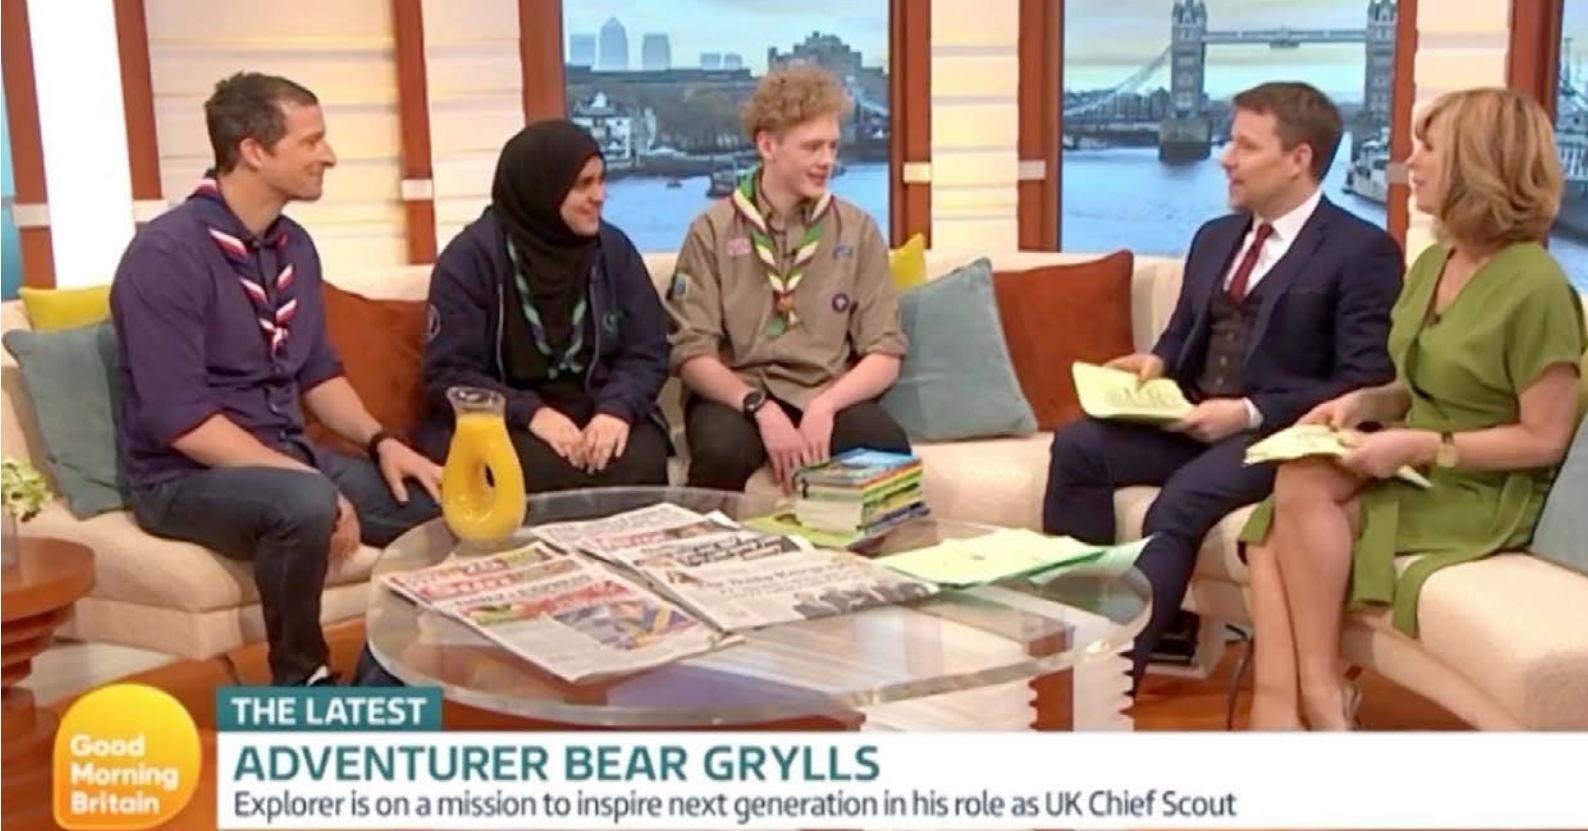 THE LATEST
Good
Morning
Britain
ADVENTURER BEAR GRYLLS
Explorer is on a mission to inspire next generation in his role as UK Chief Scout